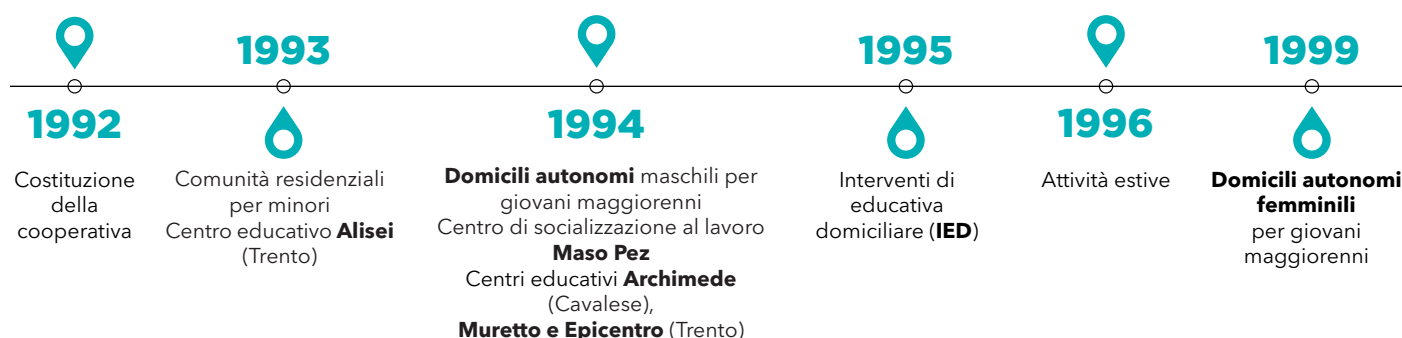 1992
Costituzione
della
cooperativa
1993
Comunità residenziali
per minori
Centro educativo Alisei
(Trento)
1994
Domicili autonomi maschili per
giovani maggiorenni
Centro di socializzazione al lavoro
Maso Pez
Centri educativi Archimede
(Cavalese),
Muretto e Epicentro (Trento)
1995
Interventi di
educativa
domiciliare (IED)
1996
Attività estive
1999
Domicili autonomi
femminili
per giovani
maggiorenni